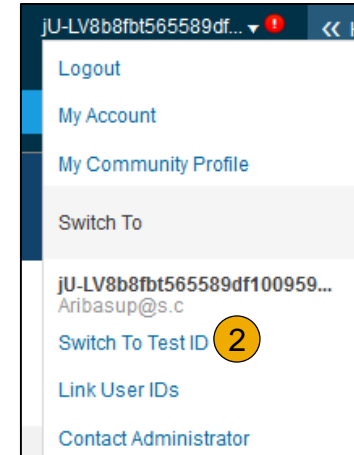 jU-LV8b8fbt565589df... ▾ ! «
Logout
My Account
My Community Profile
Switch To
jU-LV8b8fbt565589df100959...
Aribasup@s.c
Switch To Test ID 2
Link User IDs
Contact Administrator